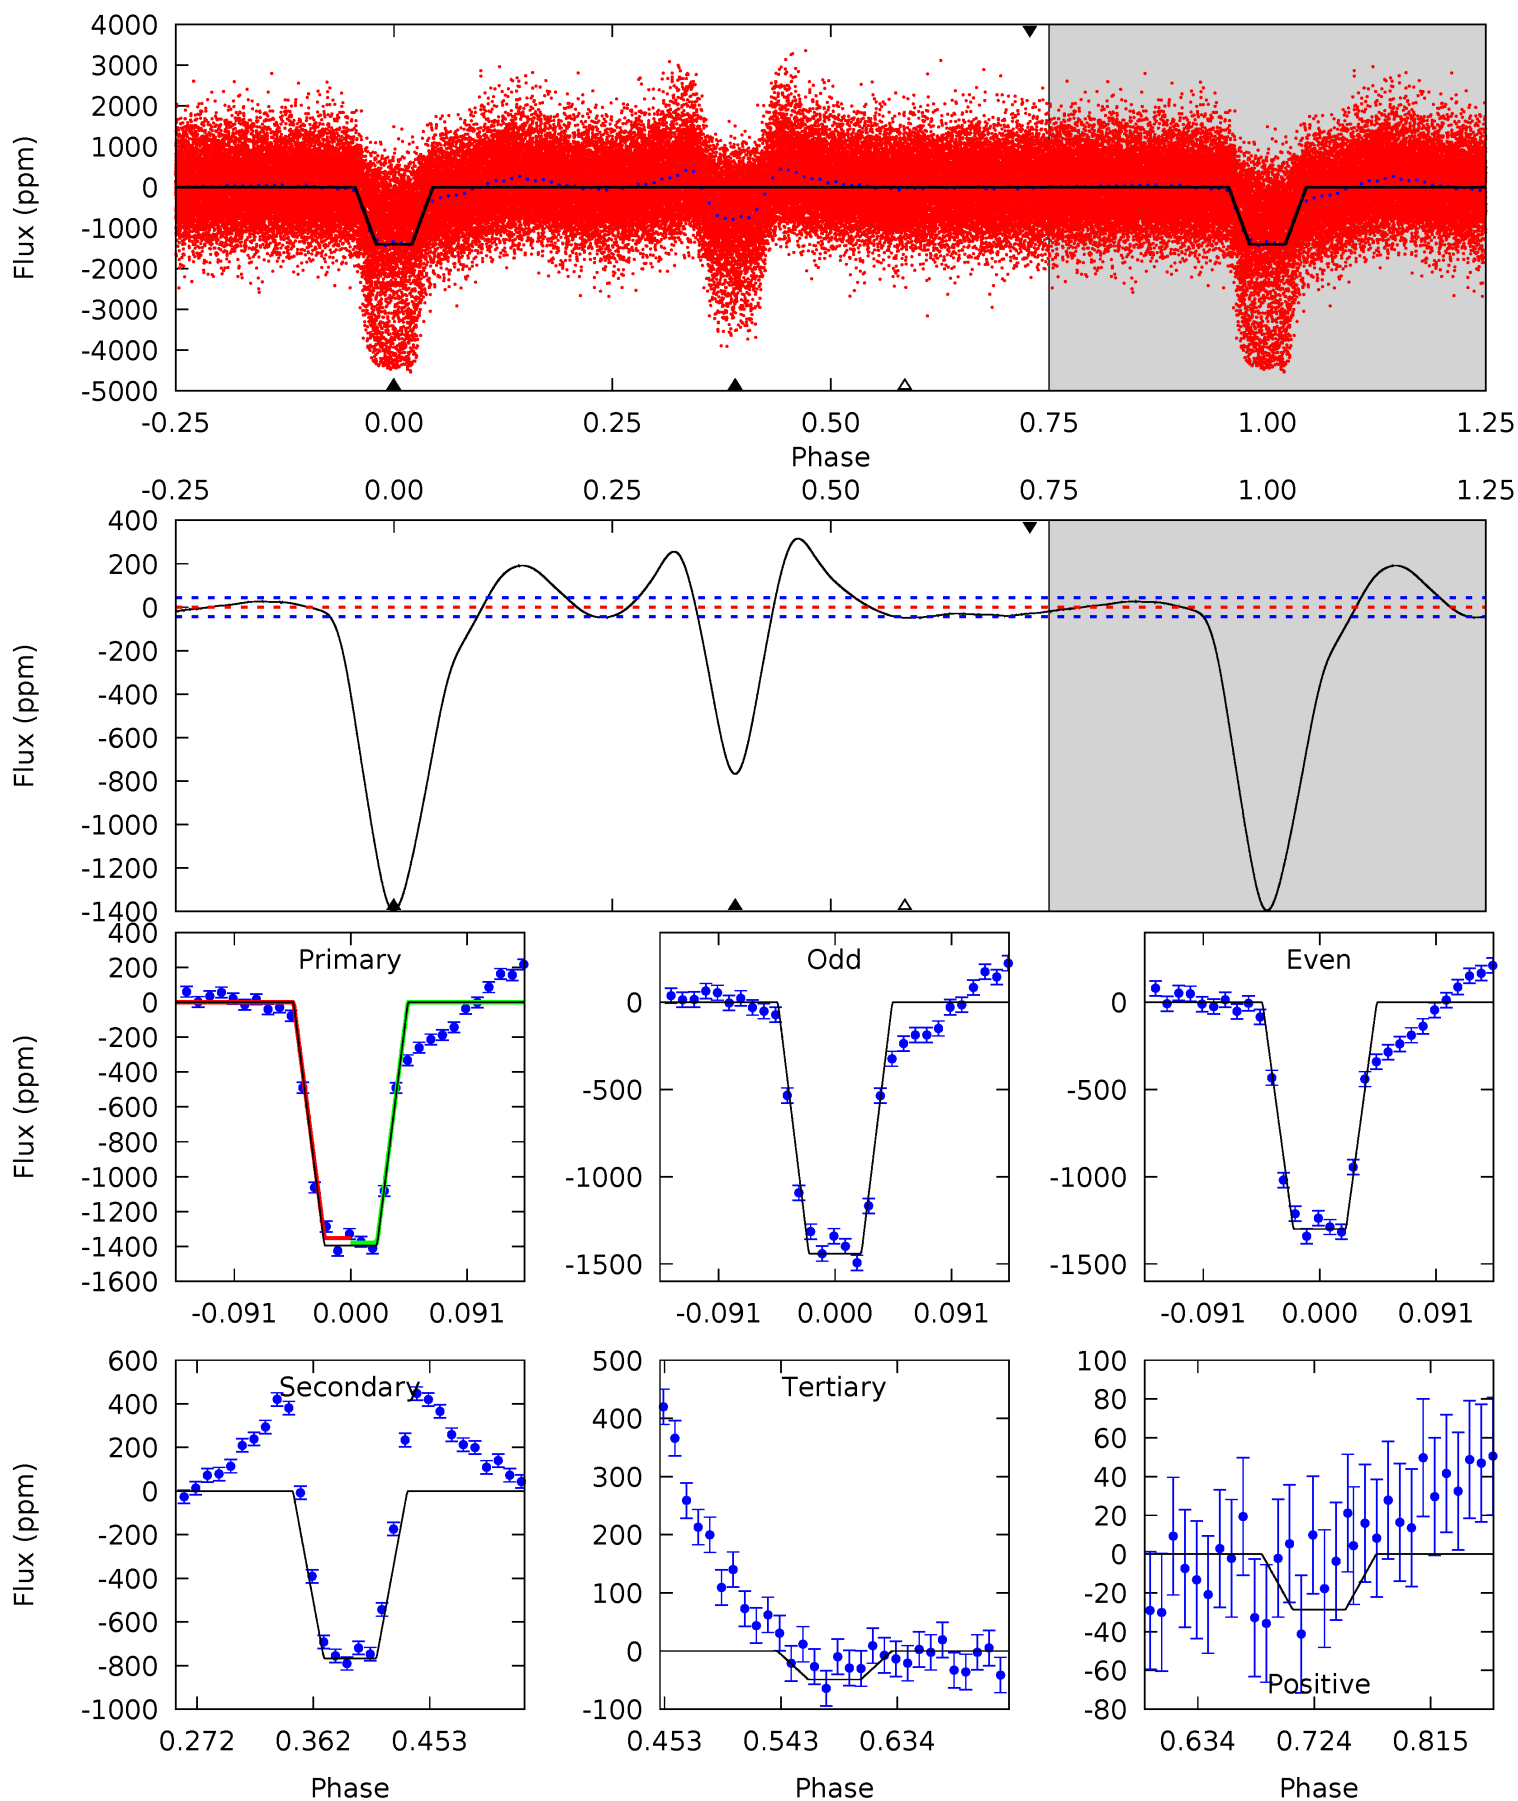 4000
3000
2000
1000
0
-1000
-2000
-3000
-4000
-5000
Flux (ppm)
-0.25 0.00 0.25 0.50 0.75 1.00 1.25
Phase
-0.25 0.00 0.25 0.50 0.75 1.00 1.25
400
200
0
-200
-400
-600
-800
-1000
-1200
-1400
Flux (ppm)
Primary
400
200
0
-200
-400
-600
-800
-1000
-1200
-1400
-1600
Flux (ppm)
-0.091 0.000 0.091
Odd
0
-500
-1000
-1500
-0.091 0.000 0.091
Even
0
-500
-1000
-1500
-0.091 0.000 0.091
Secondary
600
400
200
0
-200
-400
-600
-800
-1000
Flux (ppm)
0.272 0.362 0.453
Phase
Tertiary
500
400
300
200
100
0
-100
0.453 0.543 0.634
Phase
100
80
60
40
20
0
-20
-40
-60
-80
Positive
0.634 0.724 0.815
Phase